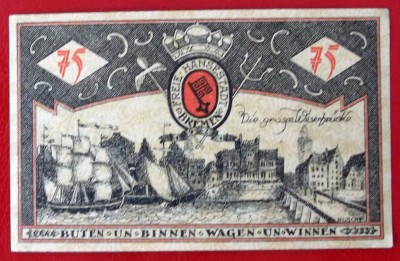 75
75
FREIE·HANSESTADT
BREMEN
Die grosse Weserbrücke
BUTEN·UN·BINNEN·WAGEN·UN·WINNEN